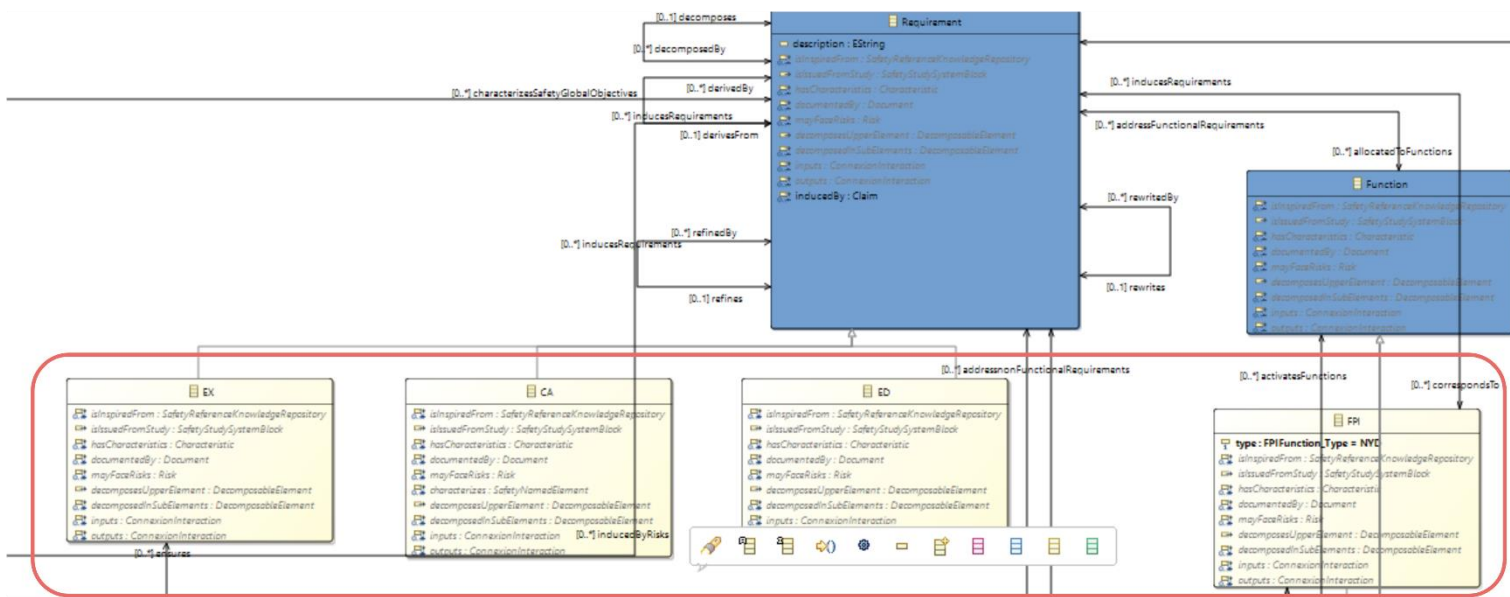 [0..1] decomposes
[0..*] decomposedBy
[0..*] characterizesSafetyGlobalObjectives
[0..*] derivedBy
[0..*] inducesRequirements
[0..1] derivesFrom
[0..*] refinedBy
[0..*] inducesRequirements
[0..1] refines
Requirement
description : EString
isInspiredFrom : SafetyReferenceKnowledgeRepository
isIssuedFromStudy : SafetyStudySystemBlock
hasCharacteristics : Characteristic
documentedBy : Document
mayFaceRisks : Risk
decomposesUpperElement : DecomposableElement
decomposedInSubElements : DecomposableElement
inputs : ConnexionInteraction
outputs : ConnexionInteraction
inducedBy : Claim
[0..*] inducesRequirements
[0..*] addressFunctionalRequirements
[0..*] allocatedToFunctions
[0..*] rewritedBy
[0..1] rewrites
Function
isInspiredFrom : SafetyReferenceKnowledgeRepository
isIssuedFromStudy : SafetyStudySystemBlock
hasCharacteristics : Characteristic
documentedBy : Document
mayFaceRisks : Risk
decomposesUpperElement : DecomposableElement
decomposedInSubElements : DecomposableElement
inputs : ConnexionInteraction
outputs : ConnexionInteraction
[0..*] addressnonFunctionalRequirements
[0..*] activatesFunctions
[0..*] correspondsTo
EX
isInspiredFrom : SafetyReferenceKnowledgeRepository
isIssuedFromStudy : SafetyStudySystemBlock
hasCharacteristics : Characteristic
documentedBy : Document
mayFaceRisks : Risk
decomposesUpperElement : DecomposableElement
decomposedInSubElements : DecomposableElement
inputs : ConnexionInteraction
outputs : ConnexionInteraction
[0..*] ensures
CA
isInspiredFrom : SafetyReferenceKnowledgeRepository
isIssuedFromStudy : SafetyStudySystemBlock
hasCharacteristics : Characteristic
documentedBy : Document
mayFaceRisks : Risk
characterizes : SafetyNamedElement
decomposesUpperElement : DecomposableElement
decomposedInSubElements : DecomposableElement
inputs : ConnexionInteraction
outputs : ConnexionInteraction
[0..*] inducedByRisks
ED
isInspiredFrom : SafetyReferenceKnowledgeRepository
isIssuedFromStudy : SafetyStudySystemBlock
hasCharacteristics : Characteristic
documentedBy : Document
mayFaceRisks : Risk
decomposesUpperElement : DecomposableElement
decomposedInSubElements : DecomposableElement
inputs : ConnexionInteraction
FPI
type : FPIFunction_Type = NYD
isInspiredFrom : SafetyReferenceKnowledgeRepository
isIssuedFromStudy : SafetyStudySystemBlock
hasCharacteristics : Characteristic
documentedBy : Document
mayFaceRisks : Risk
decomposesUpperElement : DecomposableElement
decomposedInSubElements : DecomposableElement
inputs : ConnexionInteraction
outputs : ConnexionInteraction